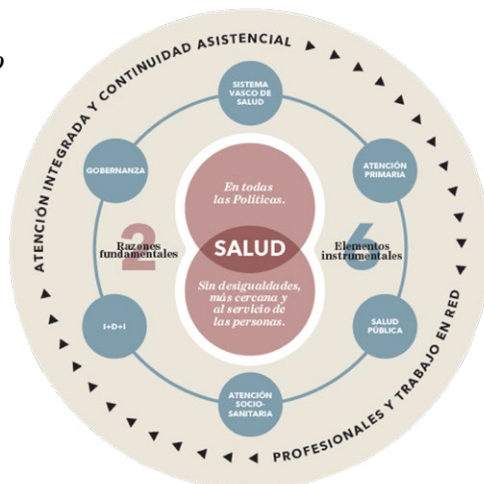 o
ATENCIÓN INTEGRADA Y CONTINUIDAD ASISTENCIAL
SISTEMA
VASCO DE
SALUD
GOBERNANZA
ATENCIÓN
PRIMARIA
En todas
las Politicas.
2
Razones
fundamentales
SALUD
6
Elementos
instrumentales
Sin desigualdades,
más cercana y
al servicio de
las personas.
I+D+I
SALUD
PÚBLICA
ATENCIÓN
SOCIO-
SANITARIA
PROFESIONALES Y TRABAJO EN RED